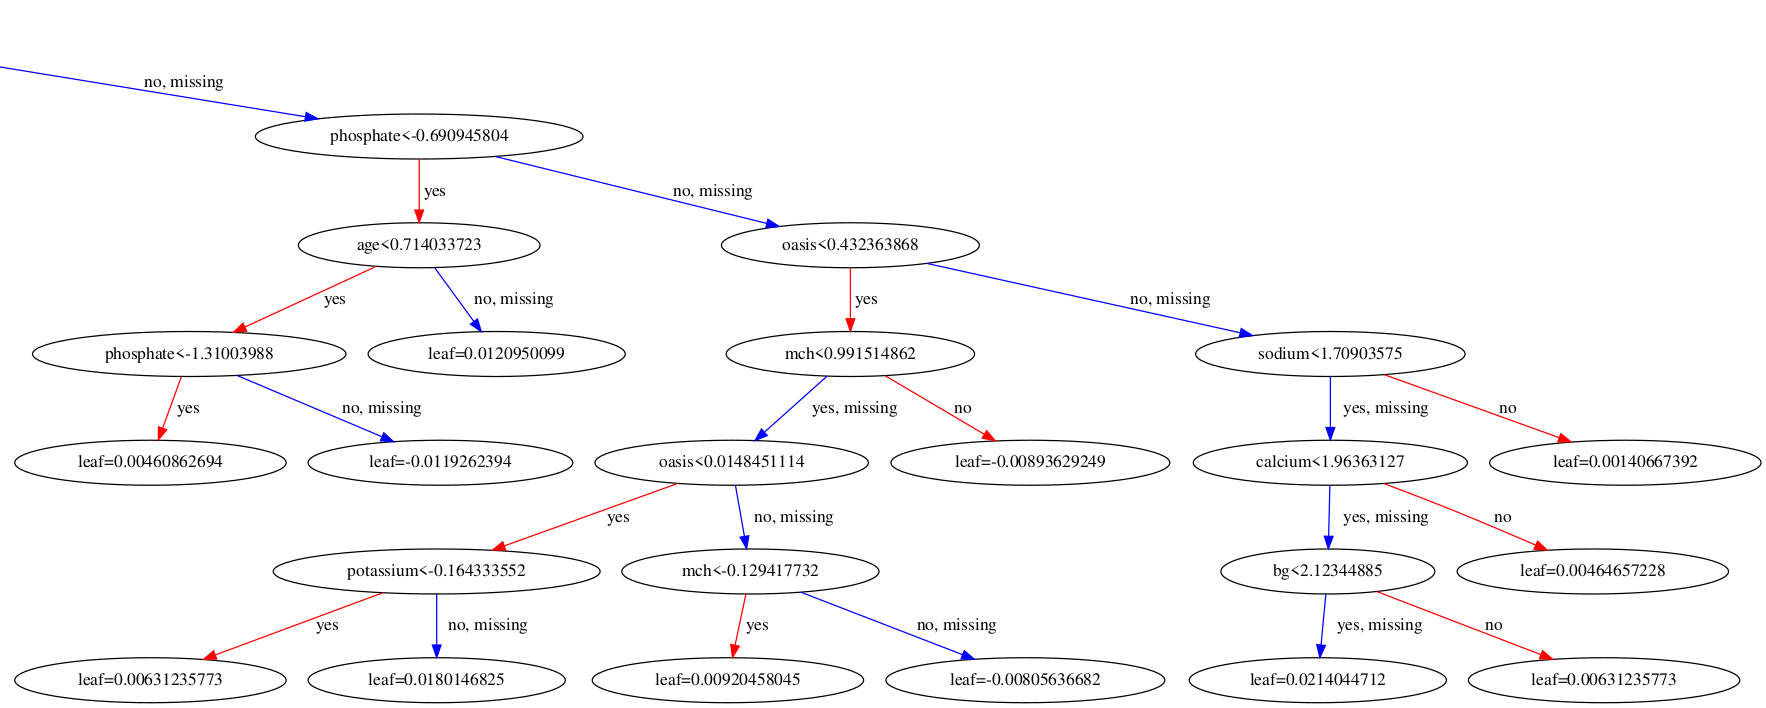 no, missing
phosphate<-0.690945804
yes
no, missing
age<0.714033723
oasis<0.432363868
yes
no, missing
yes
no, missing
phosphate<-1.31003988
leaf=0.0120950099
mch<0.991514862
sodium<1.70903575
yes
no, missing
yes, missing
no
yes, missing
no
leaf=0.00460862694
leaf=-0.0119262394
oasis<0.0148451114
leaf=-0.00893629249
calcium<1.96363127
leaf=0.00140667392
yes
no, missing
yes, missing
no
potassium<-0.164333552
mch<-0.129417732
bg<2.12344885
leaf=0.00464657228
yes
no, missing
yes
no, missing
yes, missing
no
leaf=0.00631235773
leaf=0.0180146825
leaf=0.00920458045
leaf=-0.00805636682
leaf=0.0214044712
leaf=0.00631235773